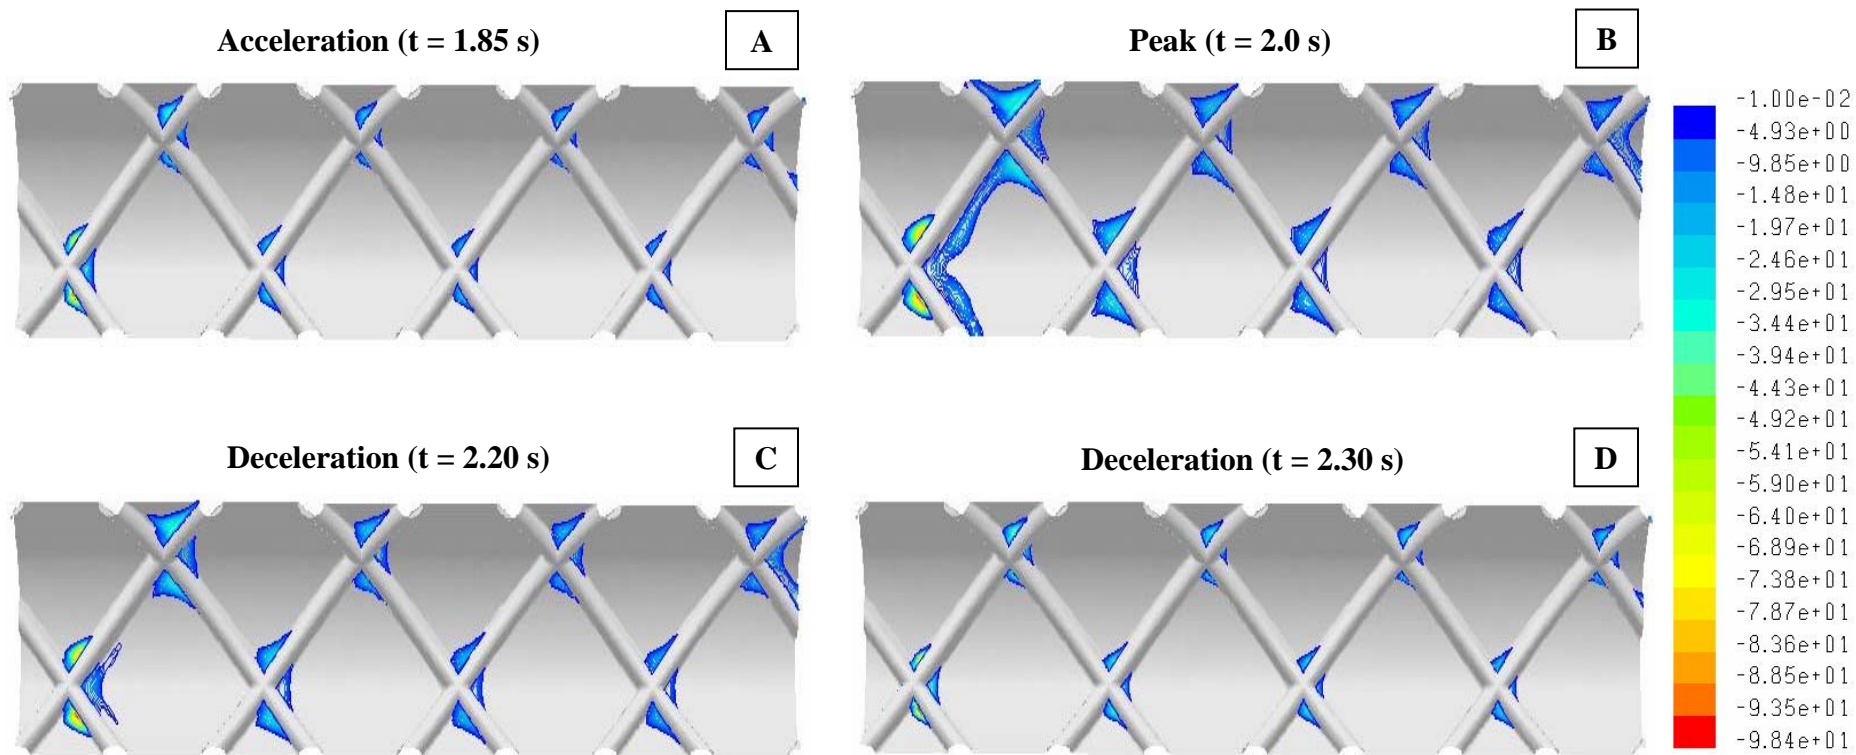 Acceleration (t = 1.85 s)
A
Peak (t = 2.0 s)
B
Deceleration (t = 2.20 s)
C
Deceleration (t = 2.30 s)
D
-1.00e-02
-4.93e+00
-9.85e+00
-1.48e+01
-1.97e+01
-2.46e+01
-2.95e+01
-3.44e+01
-3.94e+01
-4.43e+01
-4.92e+01
-5.41e+01
-5.90e+01
-6.40e+01
-6.89e+01
-7.38e+01
-7.87e+01
-8.36e+01
-8.85e+01
-9.35e+01
-9.84e+01